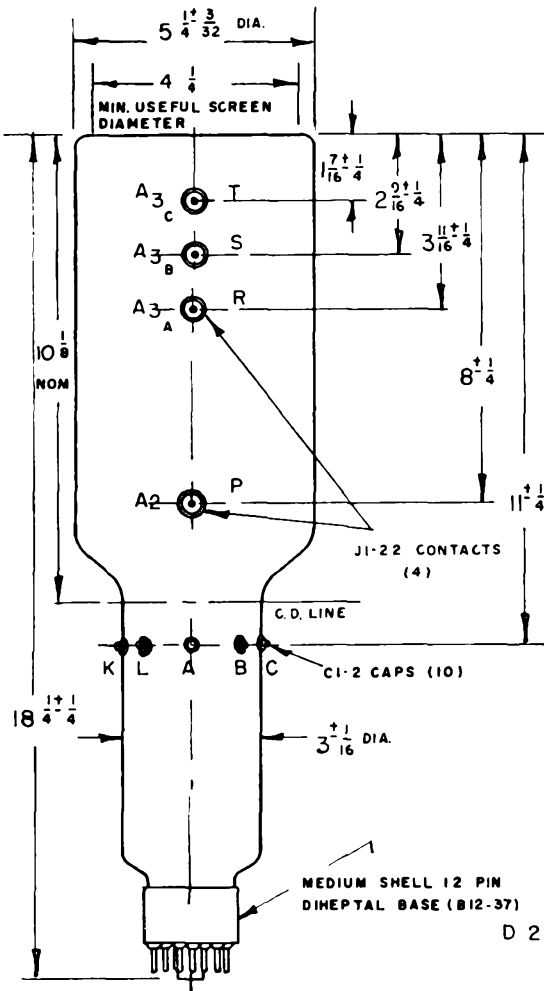 5 1/4 ± 3/32 DIA.
4 1/4
MIN. USEFUL SCREEN
DIAMETER
1 7/16 ± 1/4
2 9/16 ± 1/4
3 11/16 ± 1/4
A3C T
A3B S
A3A R
10 1/8
NOM
8 ± 1/4
11 ± 1/4
A2 P
J1-22 CONTACTS
(4)
C.D. LINE
K L A B C
C1-2 CAPS (10)
18 1/4 ± 1/4
3 ± 1/16 DIA.
MEDIUM SHELL 12 PIN
DIHEPTAL BASE (B12-37)
D 2